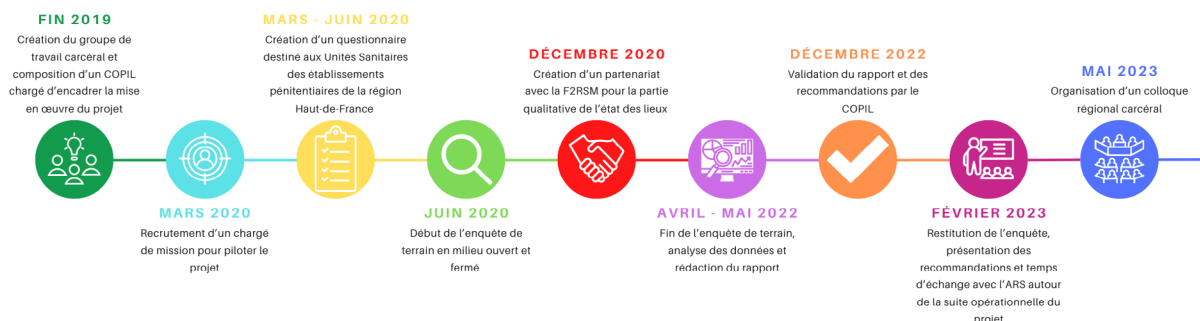 FIN 2019
Création du groupe de
travail carcéral et
composition d'un COPIL
chargé d'encadrer la mise
en œuvre du projet
MARS 2020
Recrutement d'un chargé
de mission pour piloter le
projet
MARS - JUIN 2020
Création d'un questionnaire
destiné aux Unités Sanitaires
des établissements
pénitentiaires de la région
Haut-de-France
JUIN 2020
Début de l'enquête de
terrain en milieu ouvert et
fermé
DÉCEMBRE 2020
Création d'un partenariat
avec la F2RSM pour la partie
qualitative de l'état des lieux
AVRIL - MAI 2022
Fin de l'enquête de terrain,
analyse des données et
rédaction du rapport
DÉCEMBRE 2022
Validation du rapport et des
recommandations par le
COPIL
FÉVRIER 2023
Restitution de l'enquête,
présentation des
recommandations et temps
d'échange avec l'ARS autour
de la suite opérationnelle du
projet
MAI 2023
Organisation d'un colloque
régional carcéral